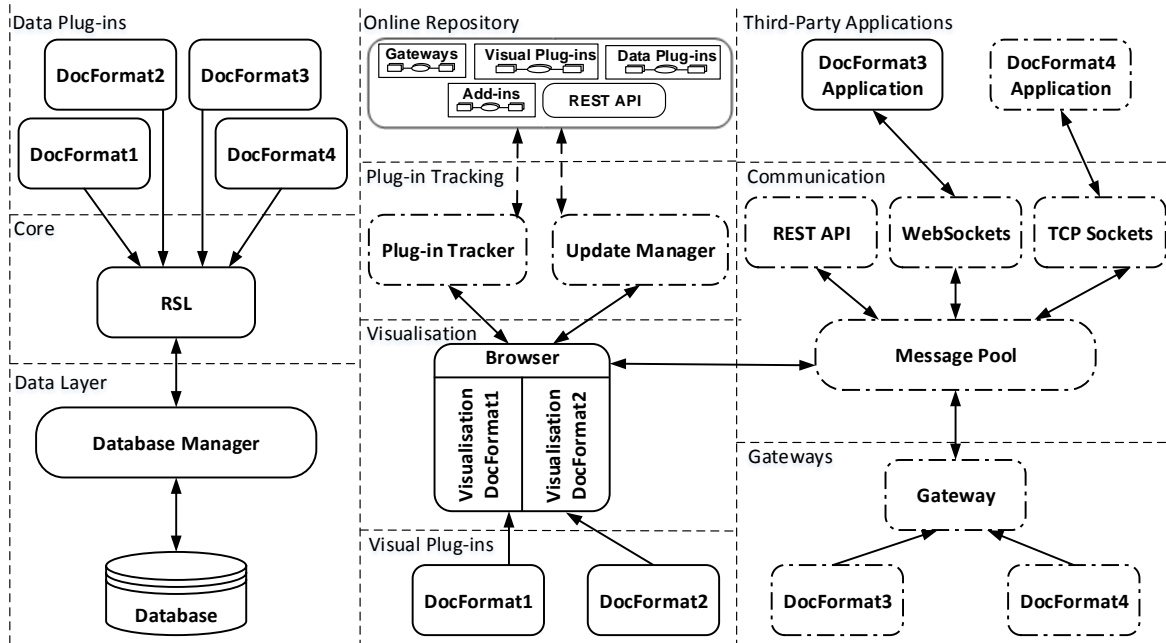 Data Plug-ins
DocFormat2
DocFormat3
DocFormat1
DocFormat4
Core
RSL
Data Layer
Database Manager
Database
Online Repository
Gateways
Visual Plug-ins
Data Plug-ins
Add-ins
REST API
Plug-in Tracking
Plug-in Tracker
Update Manager
Visualisation
Browser
Visualisation
DocFormat1
Visualisation
DocFormat2
Visual Plug-ins
DocFormat1
DocFormat2
Third-Party Applications
DocFormat3
Application
DocFormat4
Application
Communication
REST API
WebSockets
TCP Sockets
Message Pool
Gateways
Gateway
DocFormat3
DocFormat4